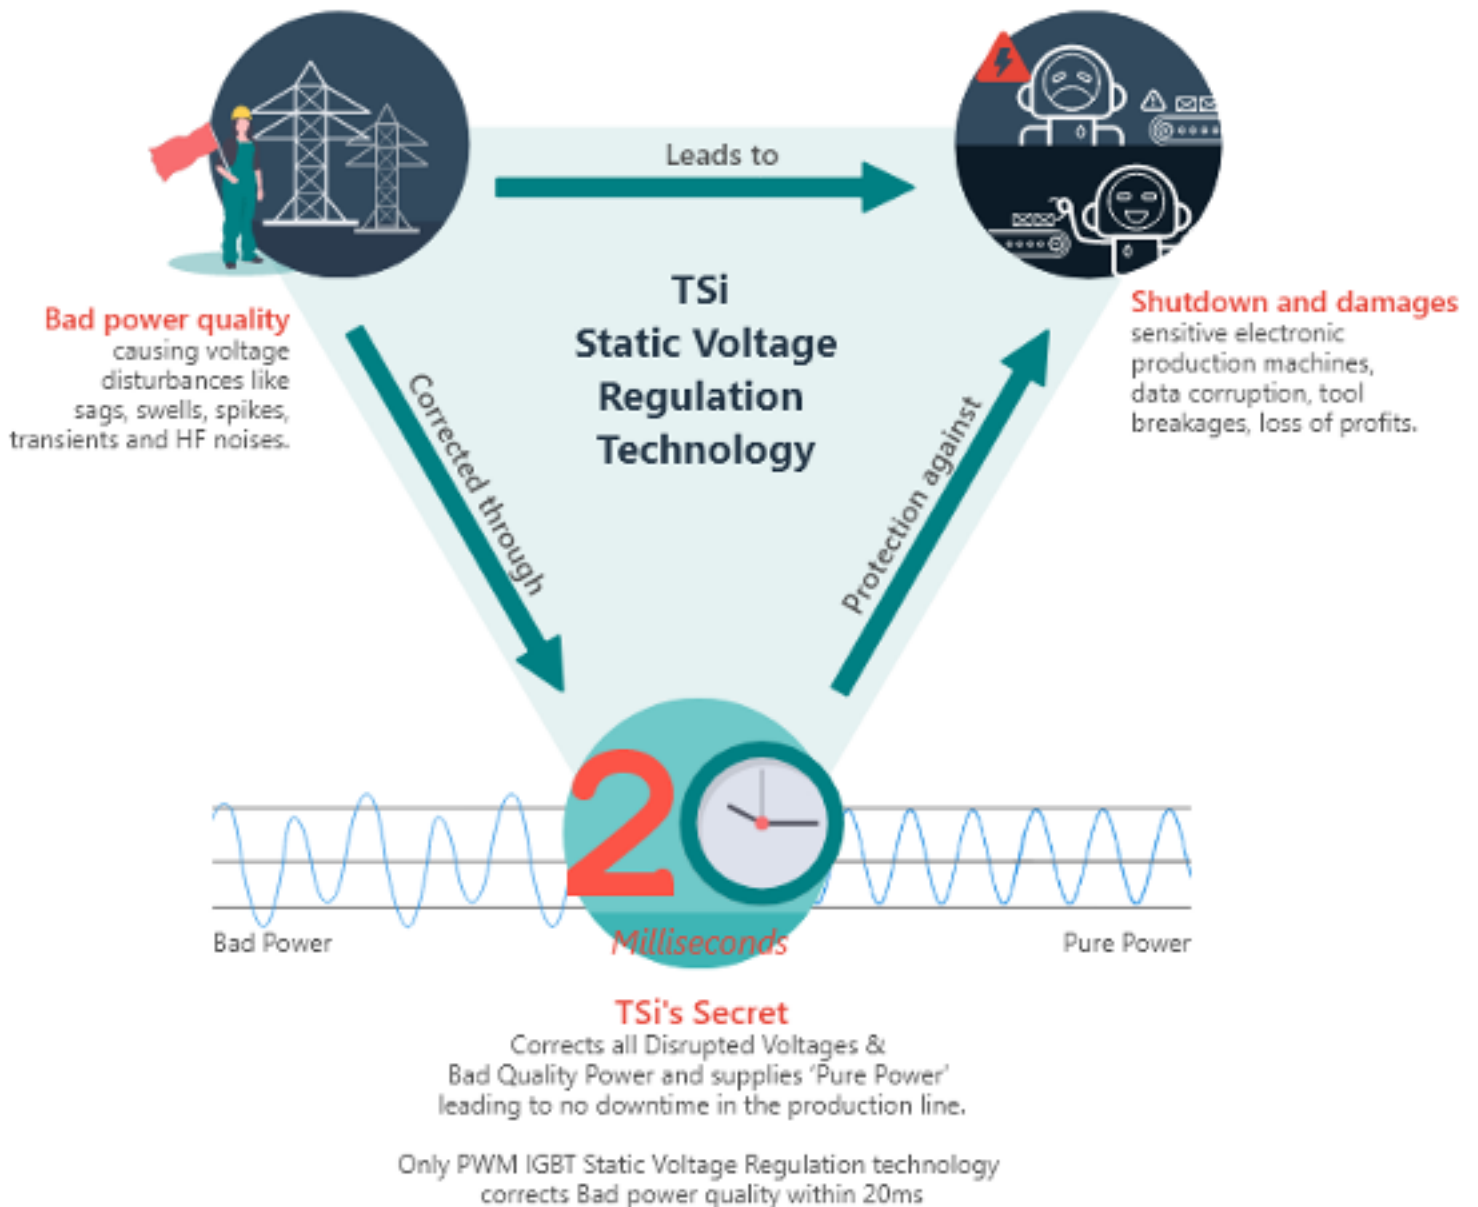 Leads to
TSi
Static Voltage
Regulation
Technology
Bad power quality
causing voltage
disturbances like
sags, swells, spikes,
transients and HF noises.
Shutdown and damages
sensitive electronic
production machines,
data corruption, tool
breakages, loss of profits.
Corrected through
Protection against
20
Milliseconds
Bad Power
Pure Power
TSi's Secret
Corrects all Disrupted Voltages &
Bad Quality Power and supplies ‘Pure Power’
leading to no downtime in the production line.
Only PWM IGBT Static Voltage Regulation technology
corrects Bad power quality within 20ms